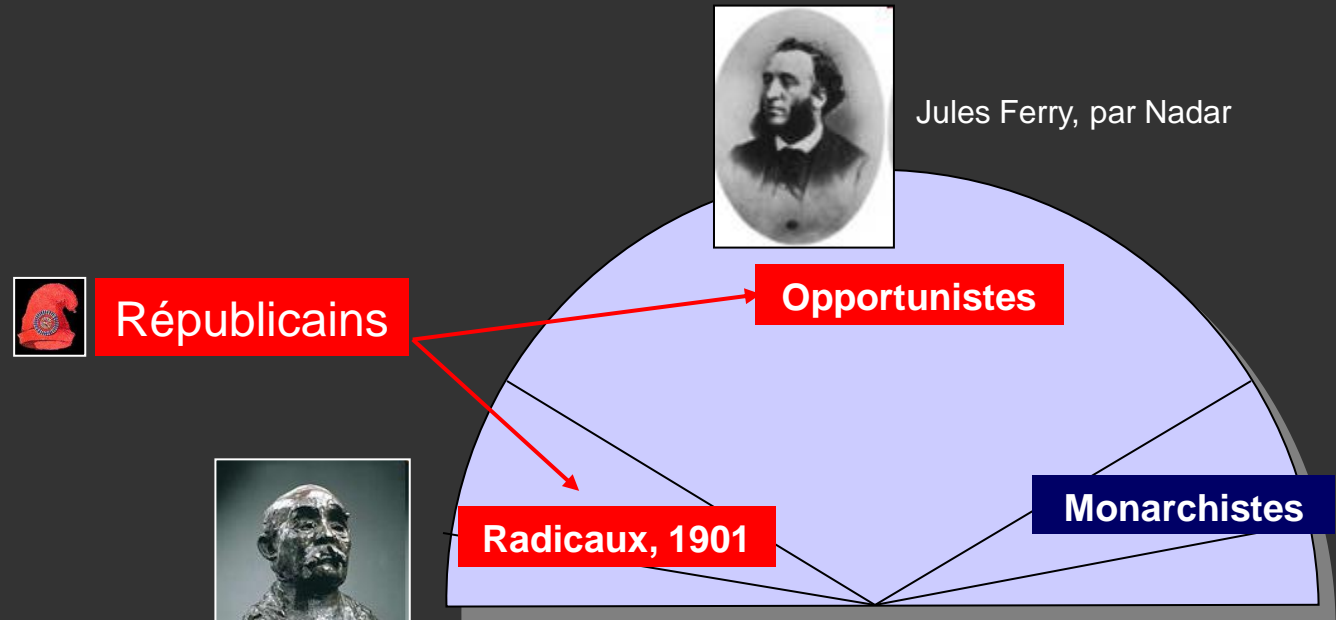 Jules Ferry, par Nadar
Opportunistes
Républicains
Monarchistes
Radicaux, 1901